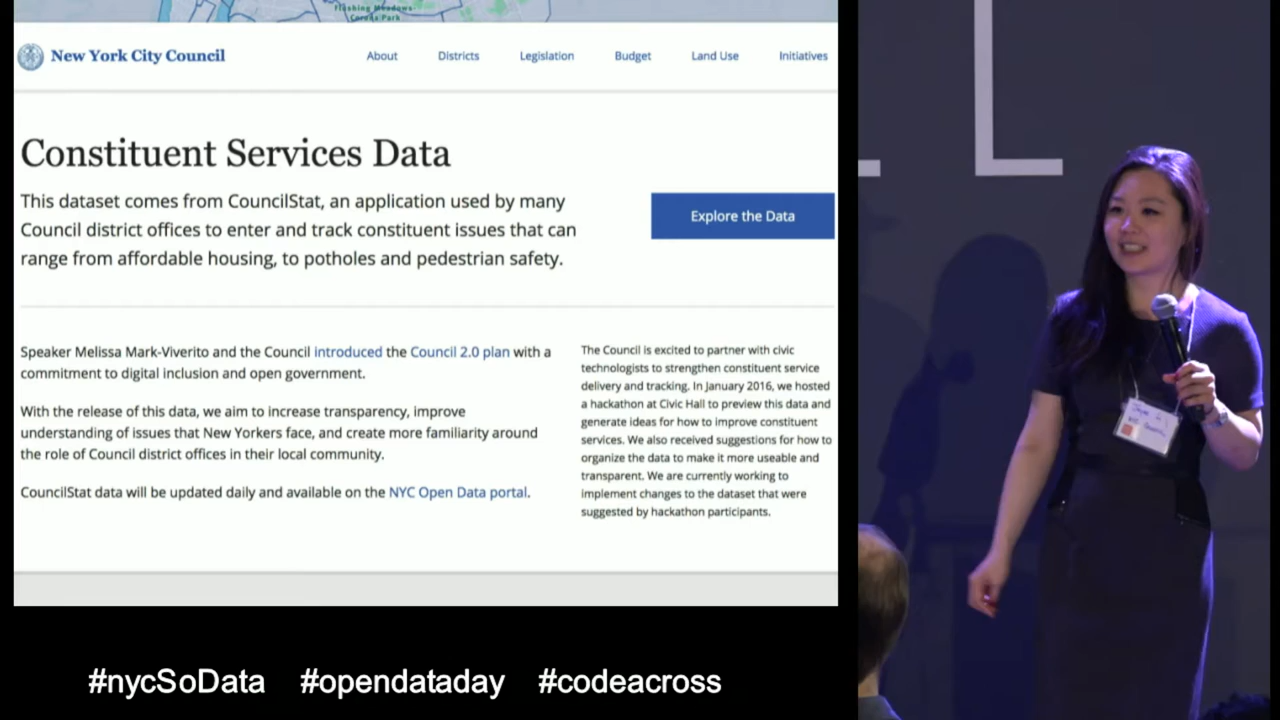 Flushing Meadows-
Corona Park
New York City Council
About
Districts
Legislation
Budget
Land Use
Initiatives
Constituent Services Data
This dataset comes from CouncilStat, an application used by many
Council district offices to enter and track constituent issues that can
range from affordable housing, to potholes and pedestrian safety.
Explore the Data
Speaker Melissa Mark-Viverito and the Council introduced the Council 2.0 plan with a
commitment to digital inclusion and open government.
With the release of this data, we aim to increase transparency, improve
understanding of issues that New Yorkers face, and create more familiarity around
the role of Council district offices in their local community.
CouncilStat data will be updated daily and available on the NYC Open Data portal.
The Council is excited to partner with civic
technologists to strengthen constituent service
delivery and tracking. In January 2016, we hosted
a hackathon at Civic Hall to preview this data and
generate ideas for how to improve constituent
services. We also received suggestions for how to
organize the data to make it more useable and
transparent. We are currently working to
implement changes to the dataset that were
suggested by hackathon participants.
#nycSoData #opendataday #codeacross
L